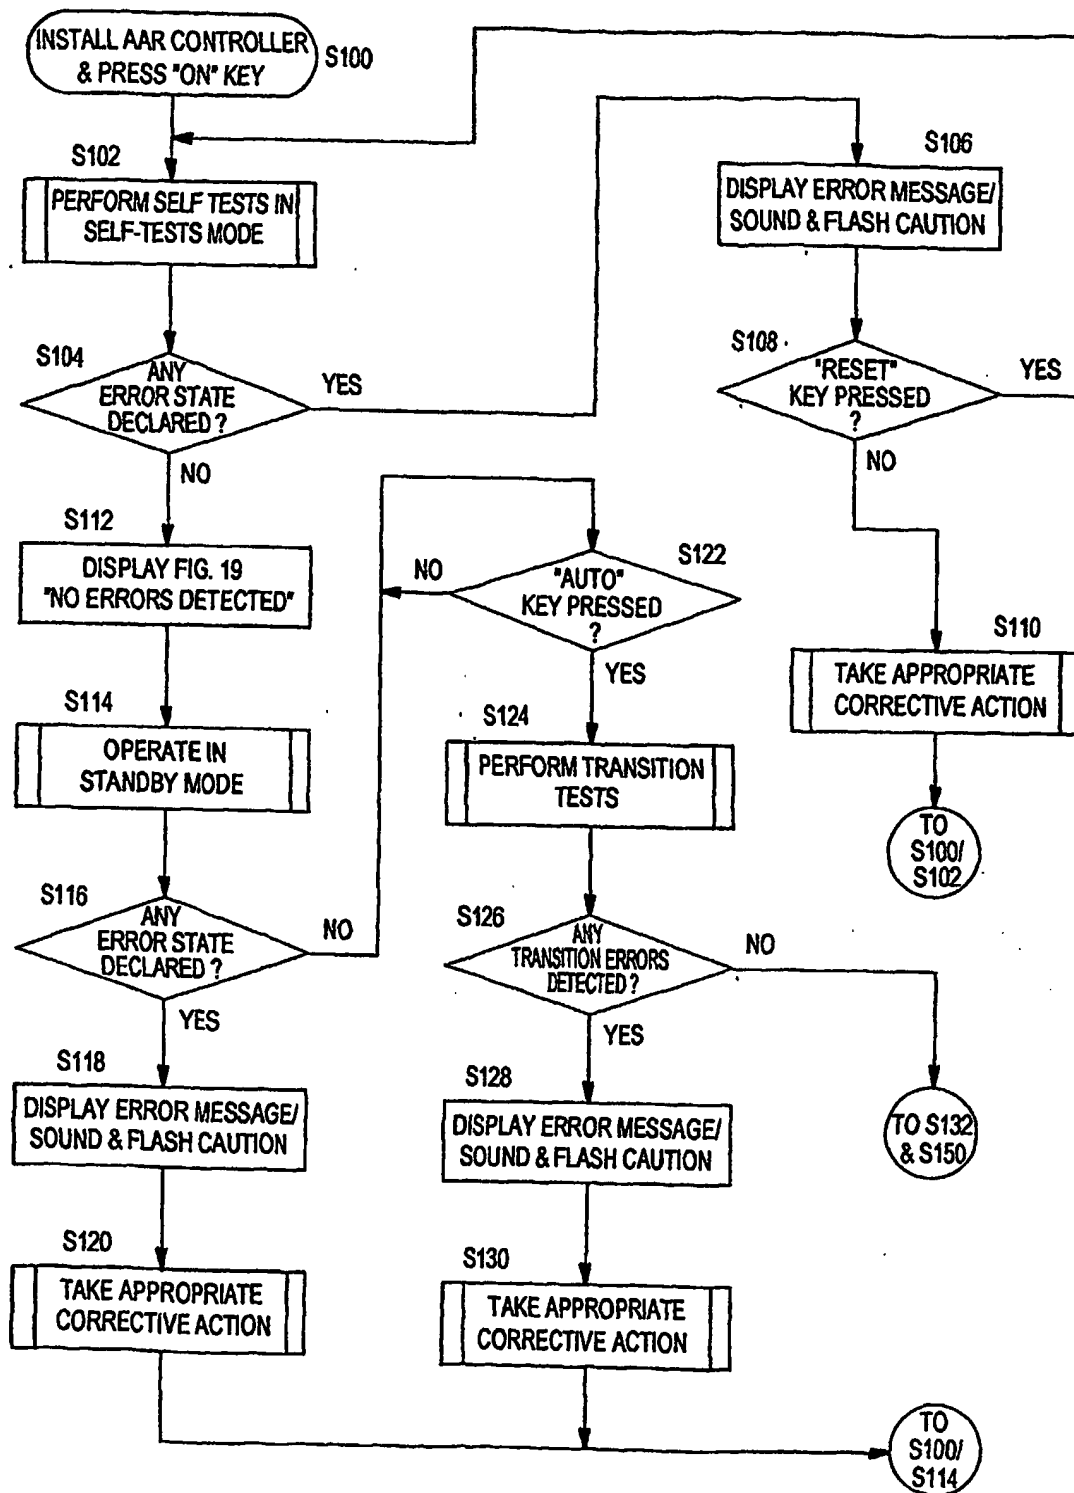 INSTALL AAR CONTROLLER
& PRESS "ON" KEY
S100
S102
PERFORM SELF TESTS IN
SELF-TESTS MODE
S104
ANY
ERROR STATE
DECLARED ?
YES
NO
S106
DISPLAY ERROR MESSAGE/
SOUND & FLASH CAUTION
S108
"RESET"
KEY PRESSED
?
YES
NO
S110
TAKE APPROPRIATE
CORRECTIVE ACTION
TO
S100/
S102
S112
DISPLAY FIG. 19
"NO ERRORS DETECTED"
S114
OPERATE IN
STANDBY MODE
S116
ANY
ERROR STATE
DECLARED ?
NO
YES
S118
DISPLAY ERROR MESSAGE/
SOUND & FLASH CAUTION
S120
TAKE APPROPRIATE
CORRECTIVE ACTION
S122
"AUTO"
KEY PRESSED
?
NO
YES
S124
PERFORM TRANSITION
TESTS
S126
ANY
TRANSITION ERRORS
DETECTED ?
NO
YES
TO S132
& S150
S128
DISPLAY ERROR MESSAGE/
SOUND & FLASH CAUTION
S130
TAKE APPROPRIATE
CORRECTIVE ACTION
TO
S100/
S114